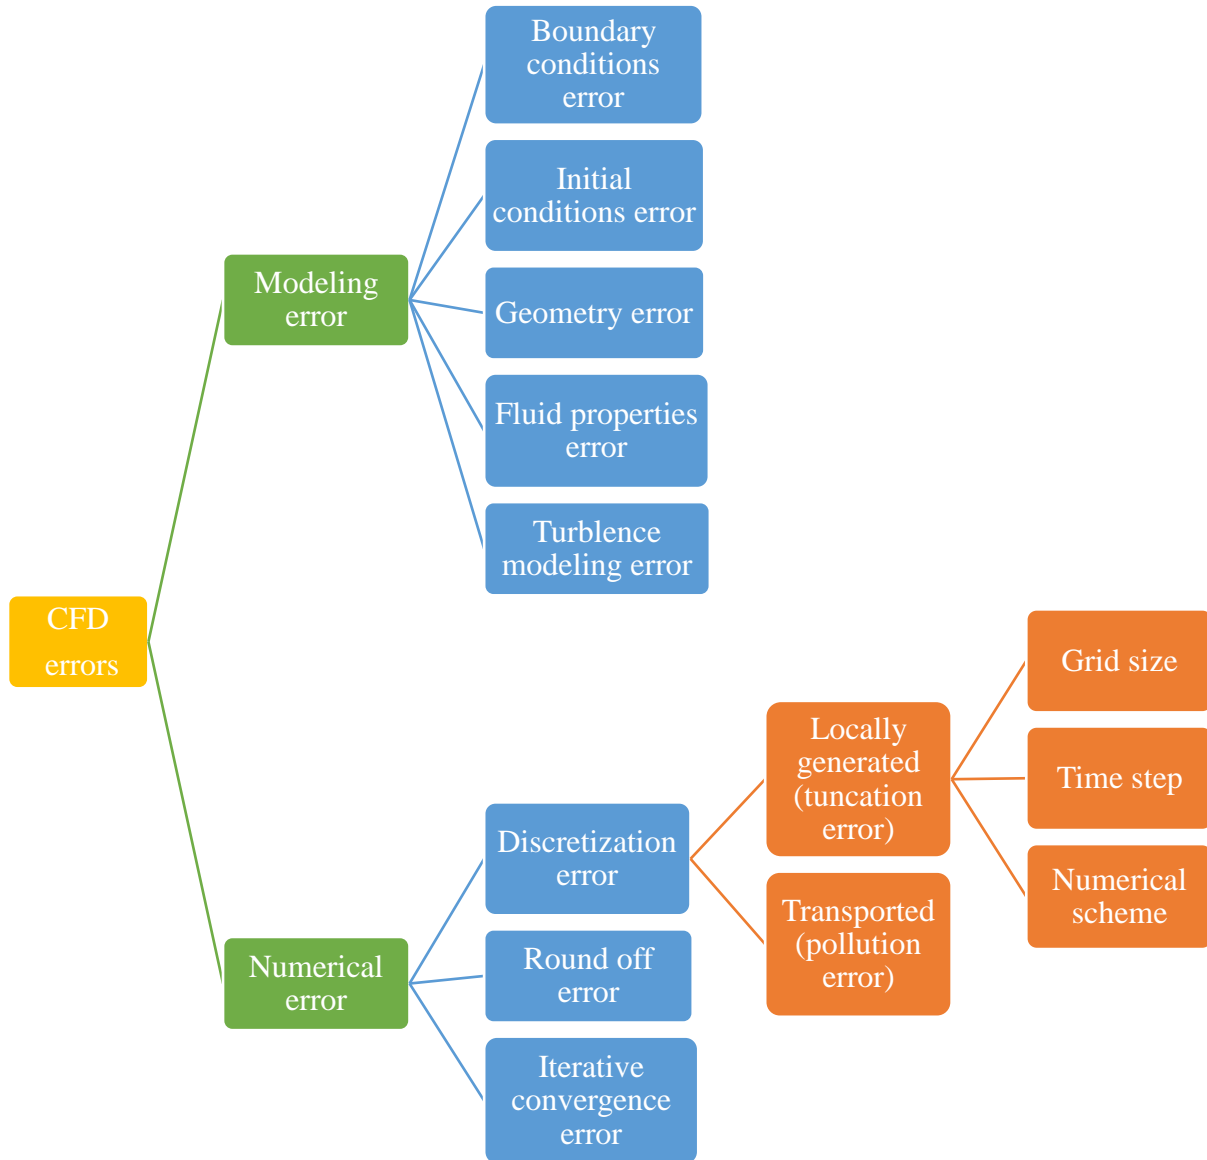 Boundary
conditions
error
Initial
conditions error
Modeling
error
Geometry error
Fluid properties
error
Turblence
modeling error
CFD
errors
Grid size
Locally
generated
(tuncation
error)
Time step
Discretization
error
Numerical
scheme
Transported
(pollution
error)
Numerical
error
Round off
error
Iterative
convergence
error